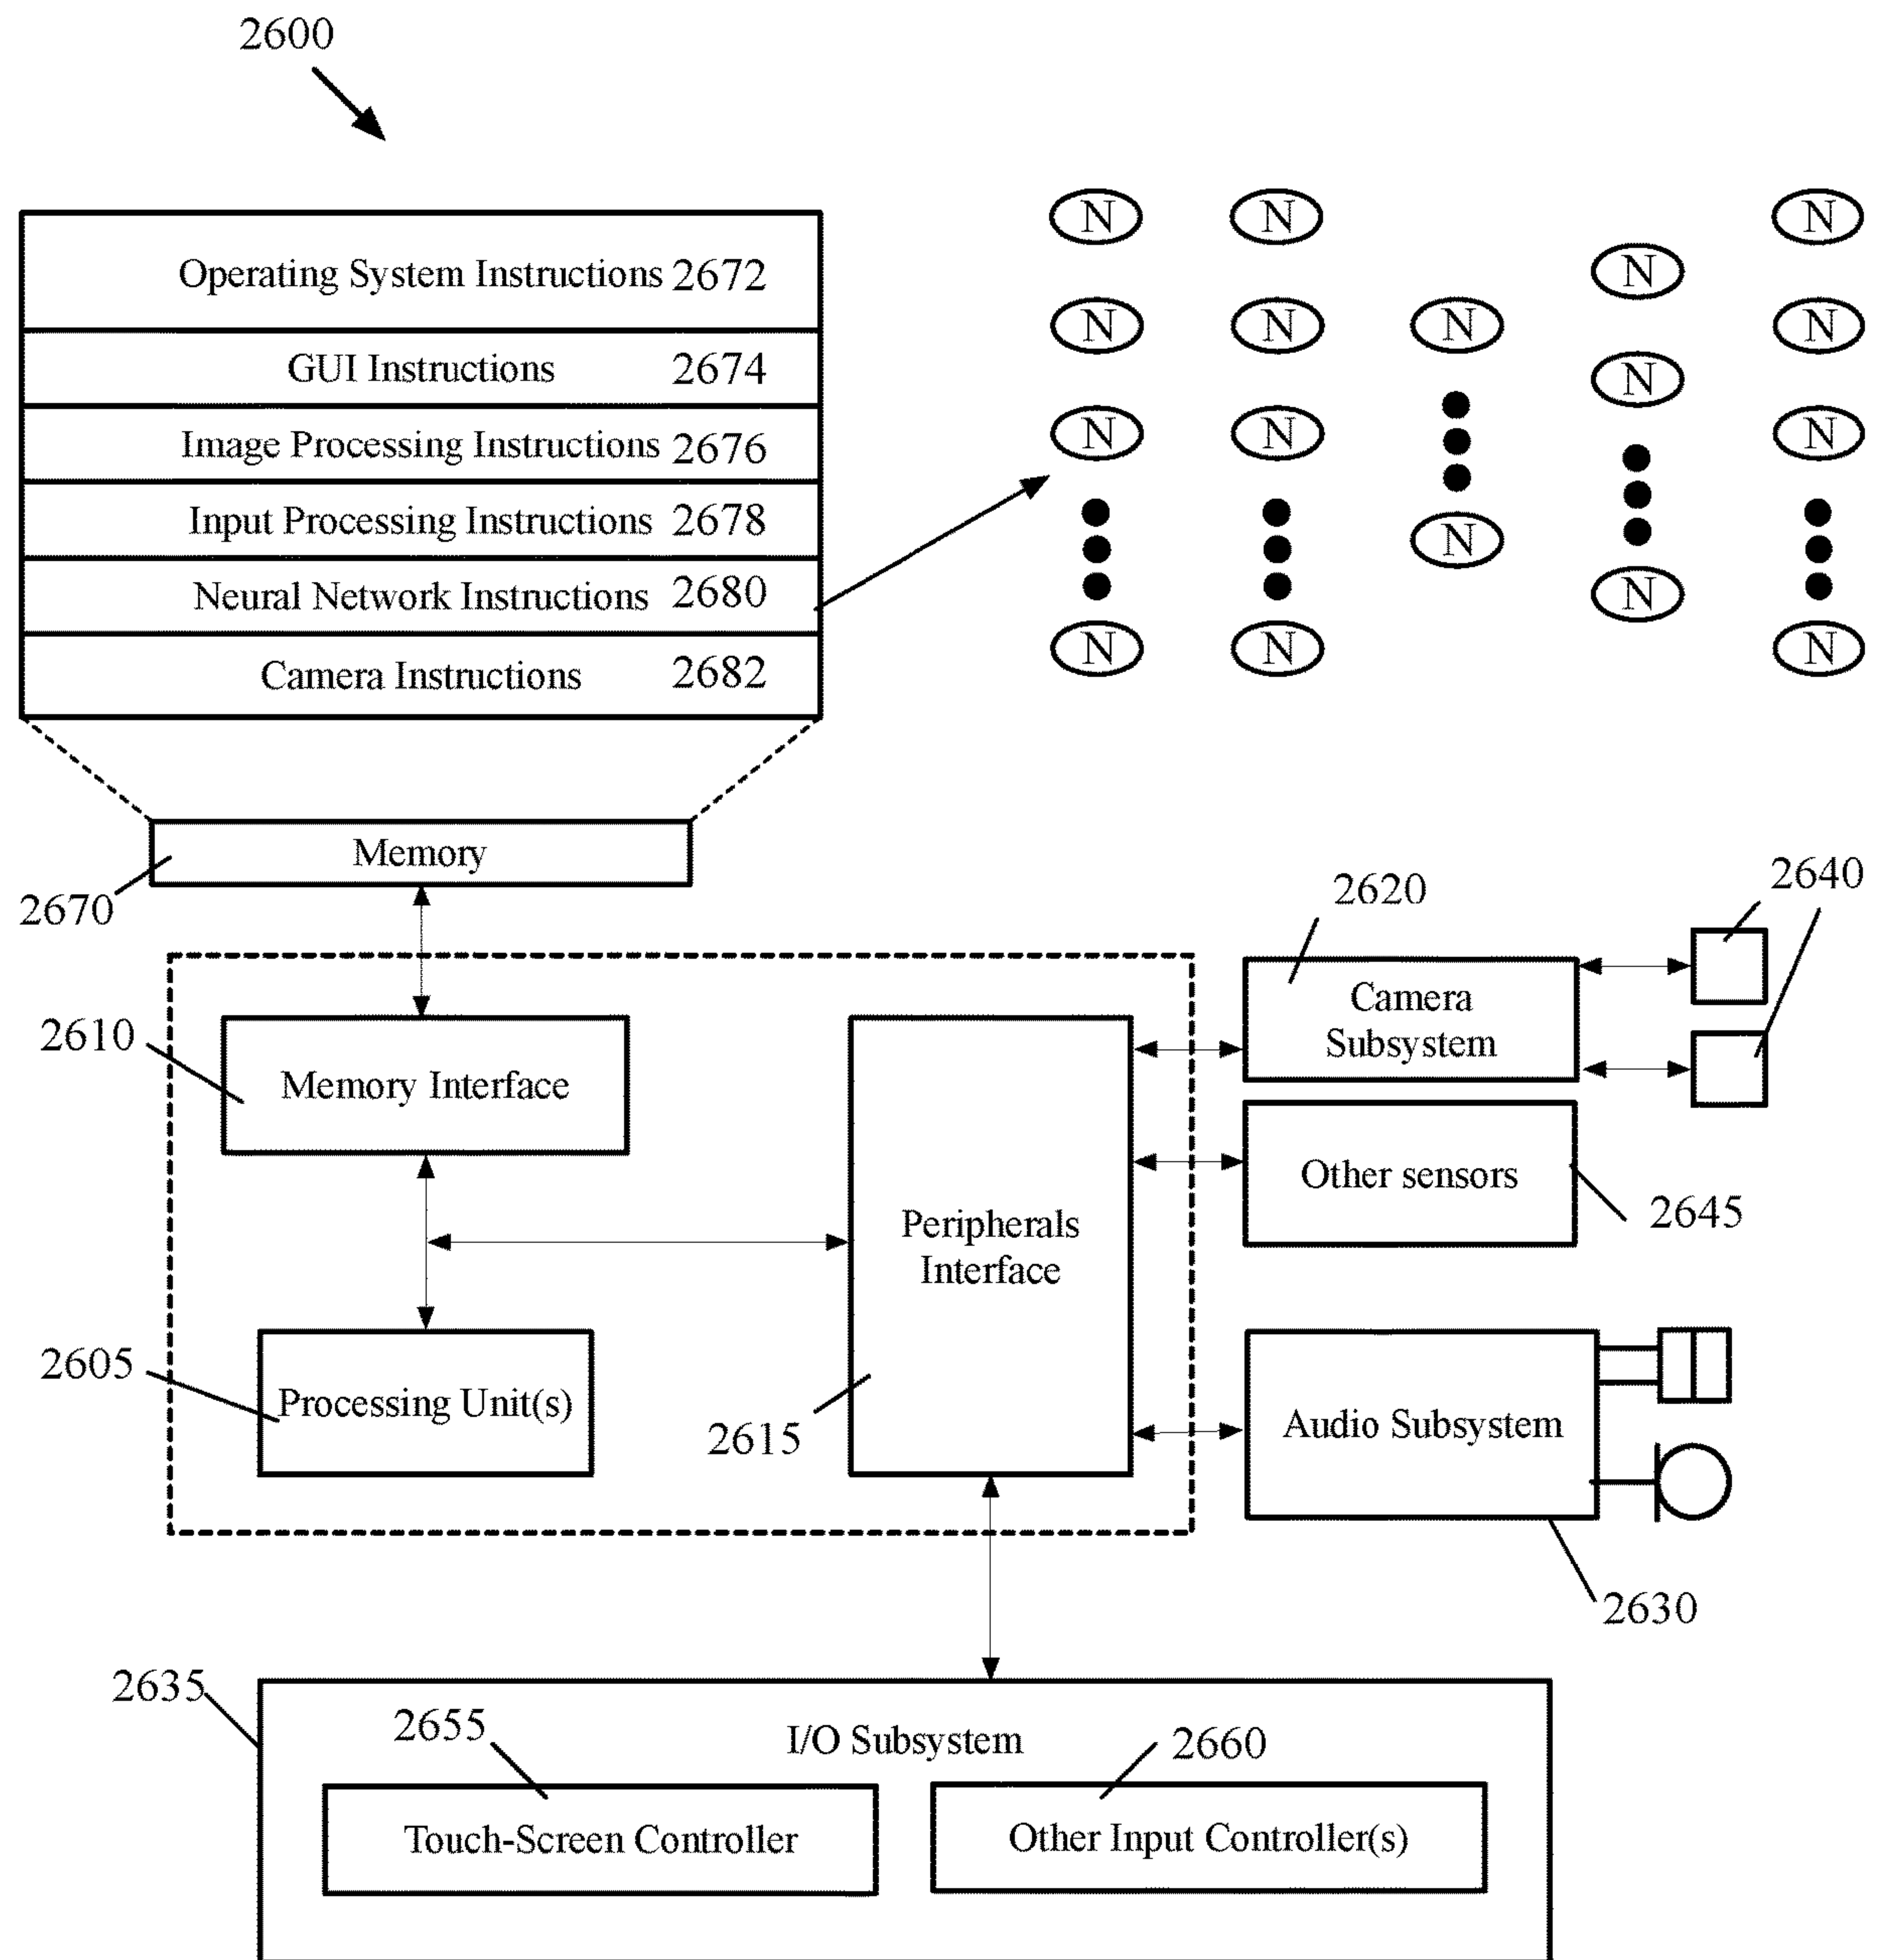 2600
Operating System Instructions 2672
GUI Instructions 2674
Image Processing Instructions 2676
Input Processing Instructions 2678
Neural Network Instructions 2680
Camera Instructions 2682
N N N
N
N N N N
N
N N N
N
N
N N N
Memory
2670
2620
2640
Camera
Subsystem
2610
Memory Interface
Other sensors
2645
Peripherals
Interface
2605
Processing Unit(s)
2615
Audio Subsystem
2630
2635
2655
I/O Subsystem
2660
Touch-Screen Controller
Other Input Controller(s)